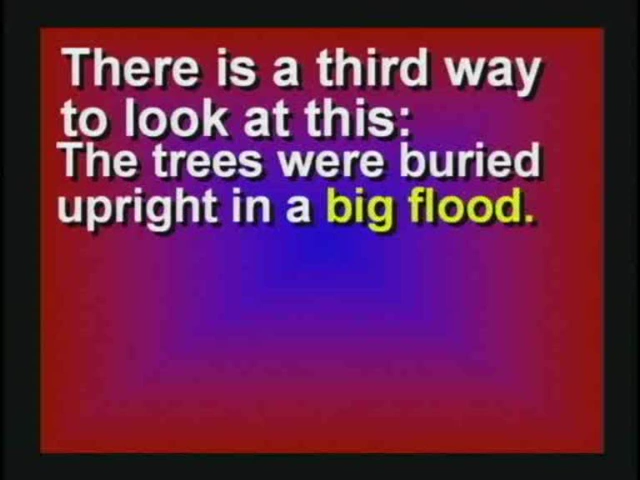 There is a third way
to look at this:
The trees were buried
upright in a big flood.